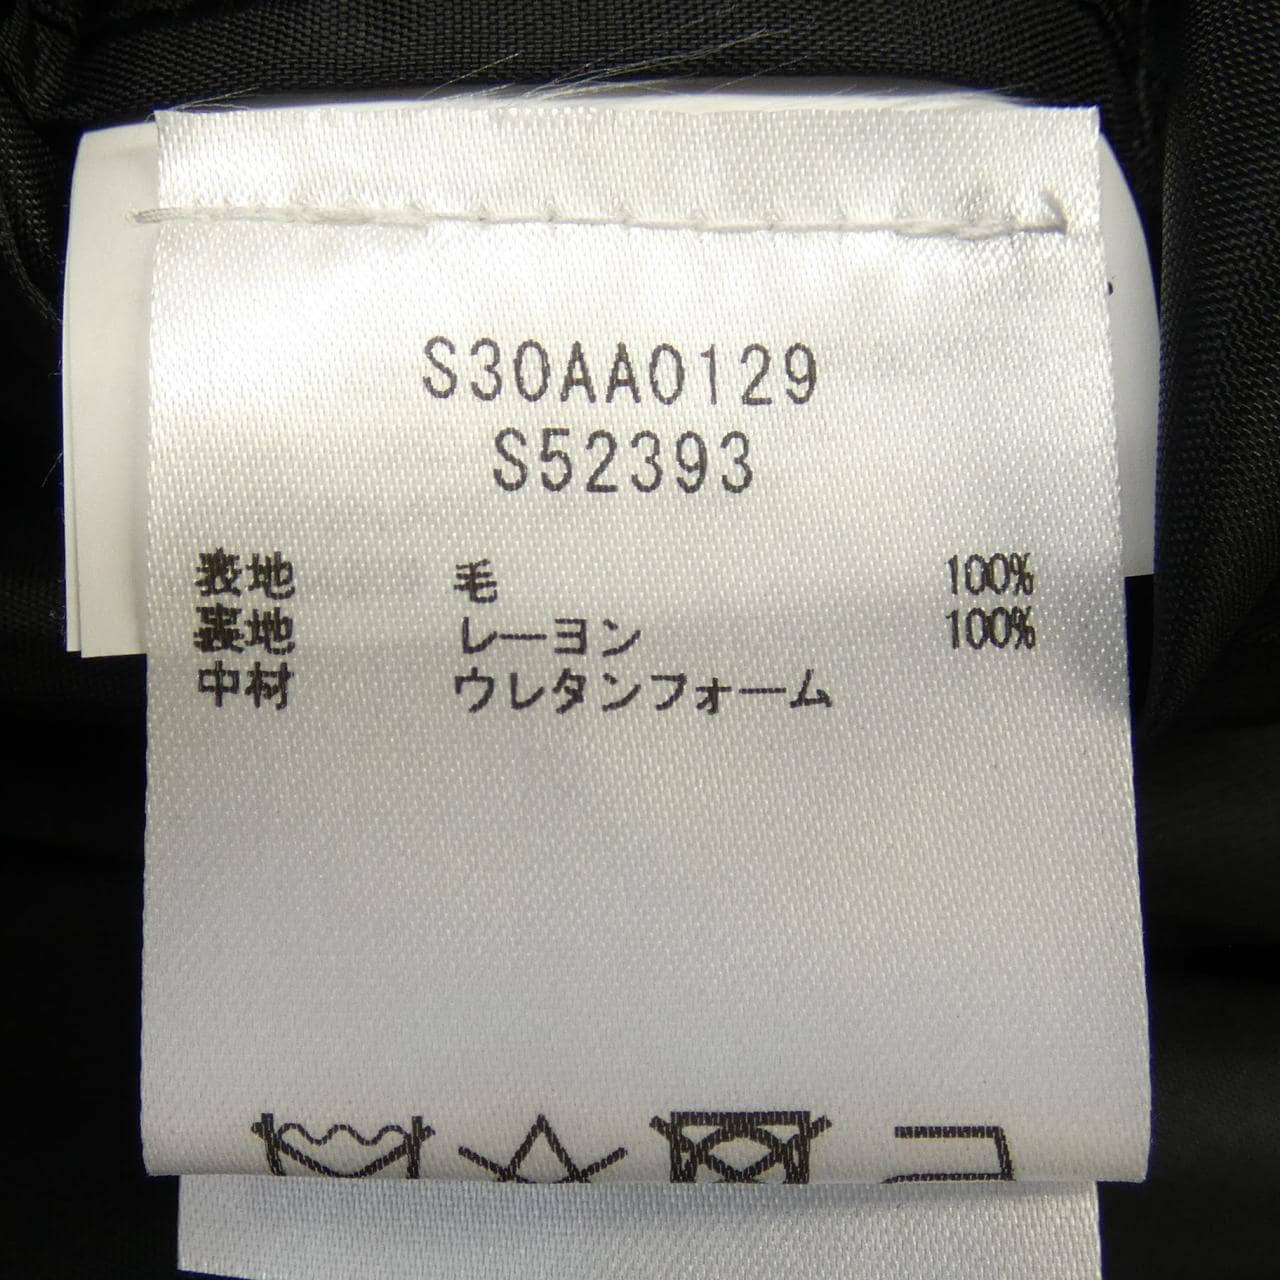 S30AA0129
S52393
表地 毛 100%
裏地 レーヨン 100%
中材 ウレタンフォーム